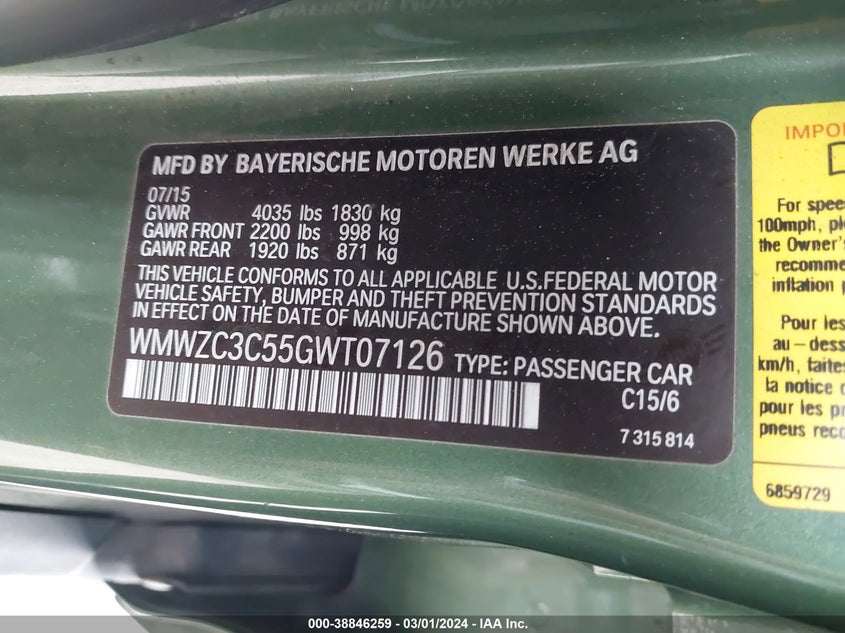 MFD BY BAYERISCHE MOTOREN WERKE AG
07/15
GVWR 4035 lbs 1830 kg
GAWR FRONT 2200 lbs 998 kg
GAWR REAR 1920 lbs 871 kg
THIS VEHICLE CONFORMS TO ALL APPLICABLE U.S.FEDERAL MOTOR
VEHICLE SAFETY, BUMPER AND THEFT PREVENTION STANDARDS
IN EFFECT ON THE DATE OF MANUFACTURE SHOWN ABOVE.
WMWZC3C55GWT07126 TYPE: PASSENGER CAR
C15/6
7 315 814
IMPO
For spee
100mph, pl
the Owner's
recomme
inflation p
Pour les
au – dess
km/h, faites
la notice d
pour les pr
pneus reco
6859729
000-38846259 - 03/01/2024 - IAA Inc.